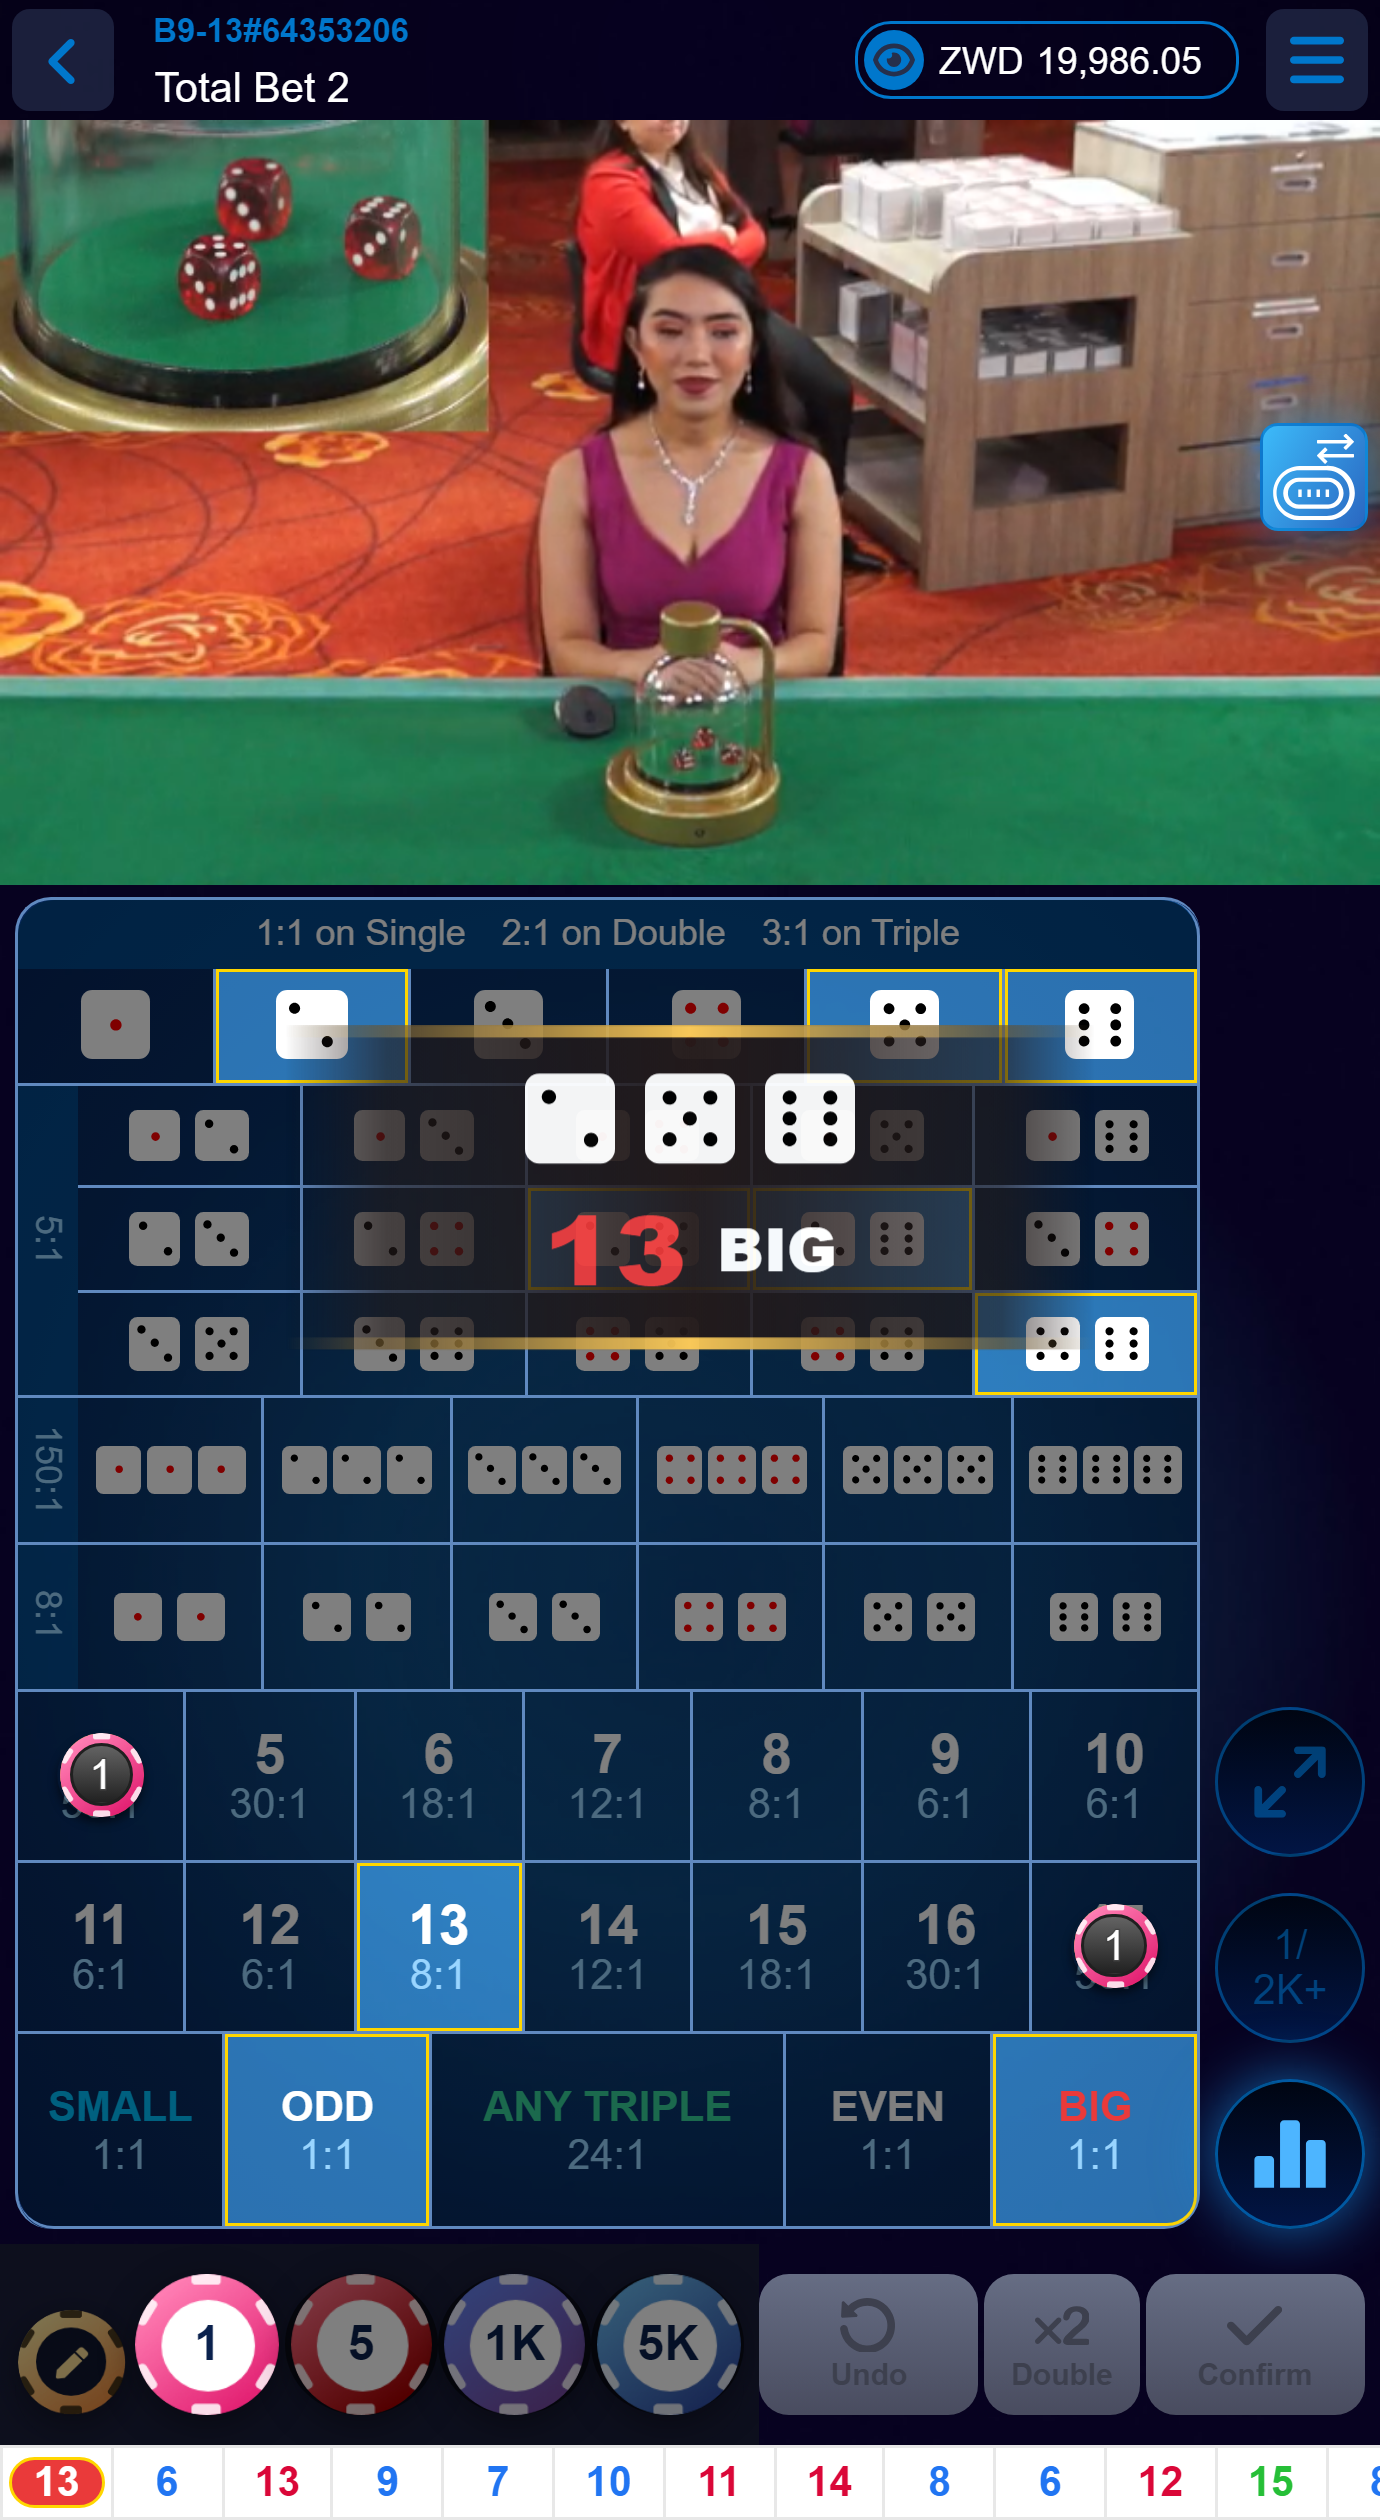 B9-13#64353206
Total Bet 2
ZWD 19,986.05
1:1 on Single 2:1 on Double 3:1 on Triple
13 BIG
5:1
150:1
8:1
1 5 6 7 8 9 10
30:1 18:1 12:1 8:1 6:1 6:1
11 12 13 14 15 16 1
6:1 6:1 8:1 12:1 18:1 30:1
1/
2K+
SMALL ODD ANY TRIPLE EVEN BIG
1:1 1:1 24:1 1:1 1:1
1 5 1K 5K
Undo
x2
Double
Confirm
13 6 13 9 7 10 11 14 8 6 12 15 8